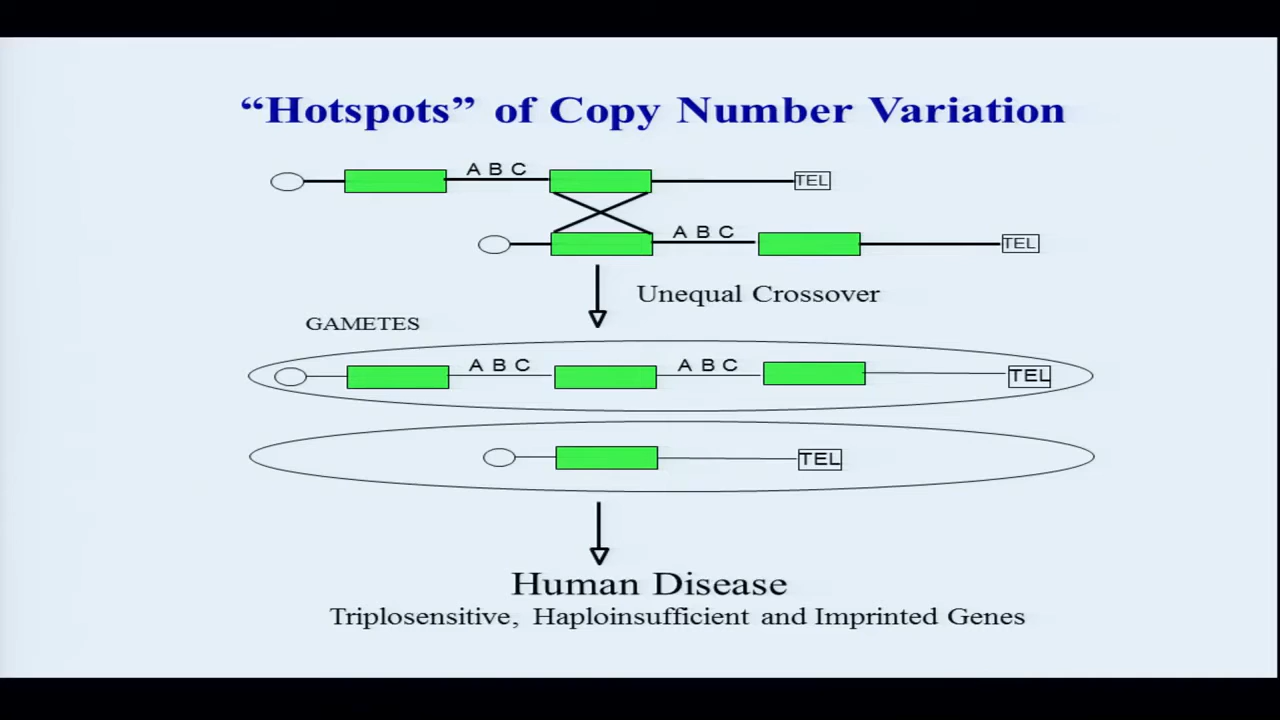 “Hotspots” of Copy Number Variation
A B C
TEL
A B C
TEL
Unequal Crossover
GAMETES
A B C A B C
TEL
TEL
Human Disease
Triplosensitive, Haploinsufficient and Imprinted Genes